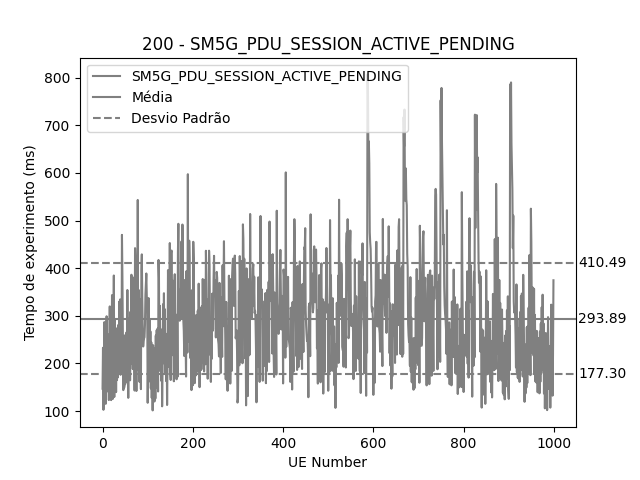 200 - SM5G_PDU_SESSION_ACTIVE_PENDING
SM5G_PDU_SESSION_ACTIVE_PENDING
Média
Desvio Padrão
Tempo de experimento (ms)
800
700
600
500
400
300
200
100
410.49
293.89
177.30
0 200 400 600 800 1000
UE Number